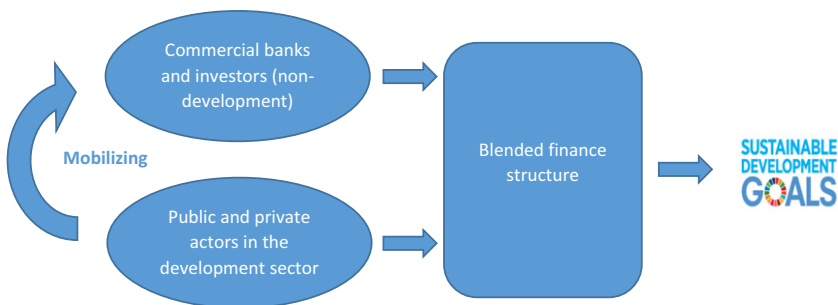 Commercial banks
and investors (non-
development)
Mobilizing
Public and private
actors in the
development sector
Blended finance
structure
SUSTAINABLE
DEVELOPMENT
GOALS